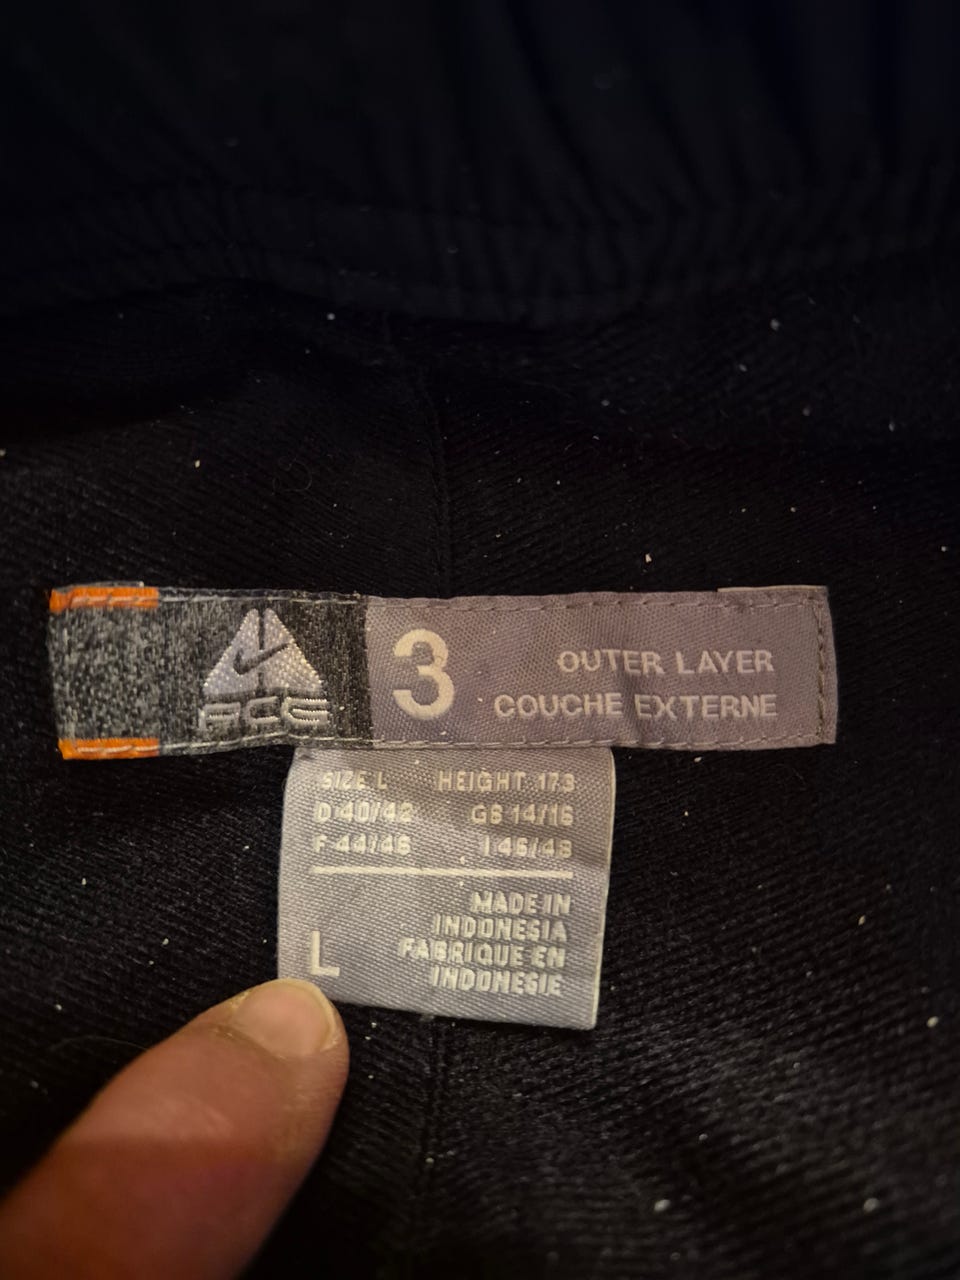 ACG
3
OUTER LAYER
COUCHE EXTERNE
SIZE L HEIGHT 173
D 40/42 GB 14/16
F 44/46 I 46/48
MADE IN
INDONESIA
FABRIQUE EN
INDONESIE
L